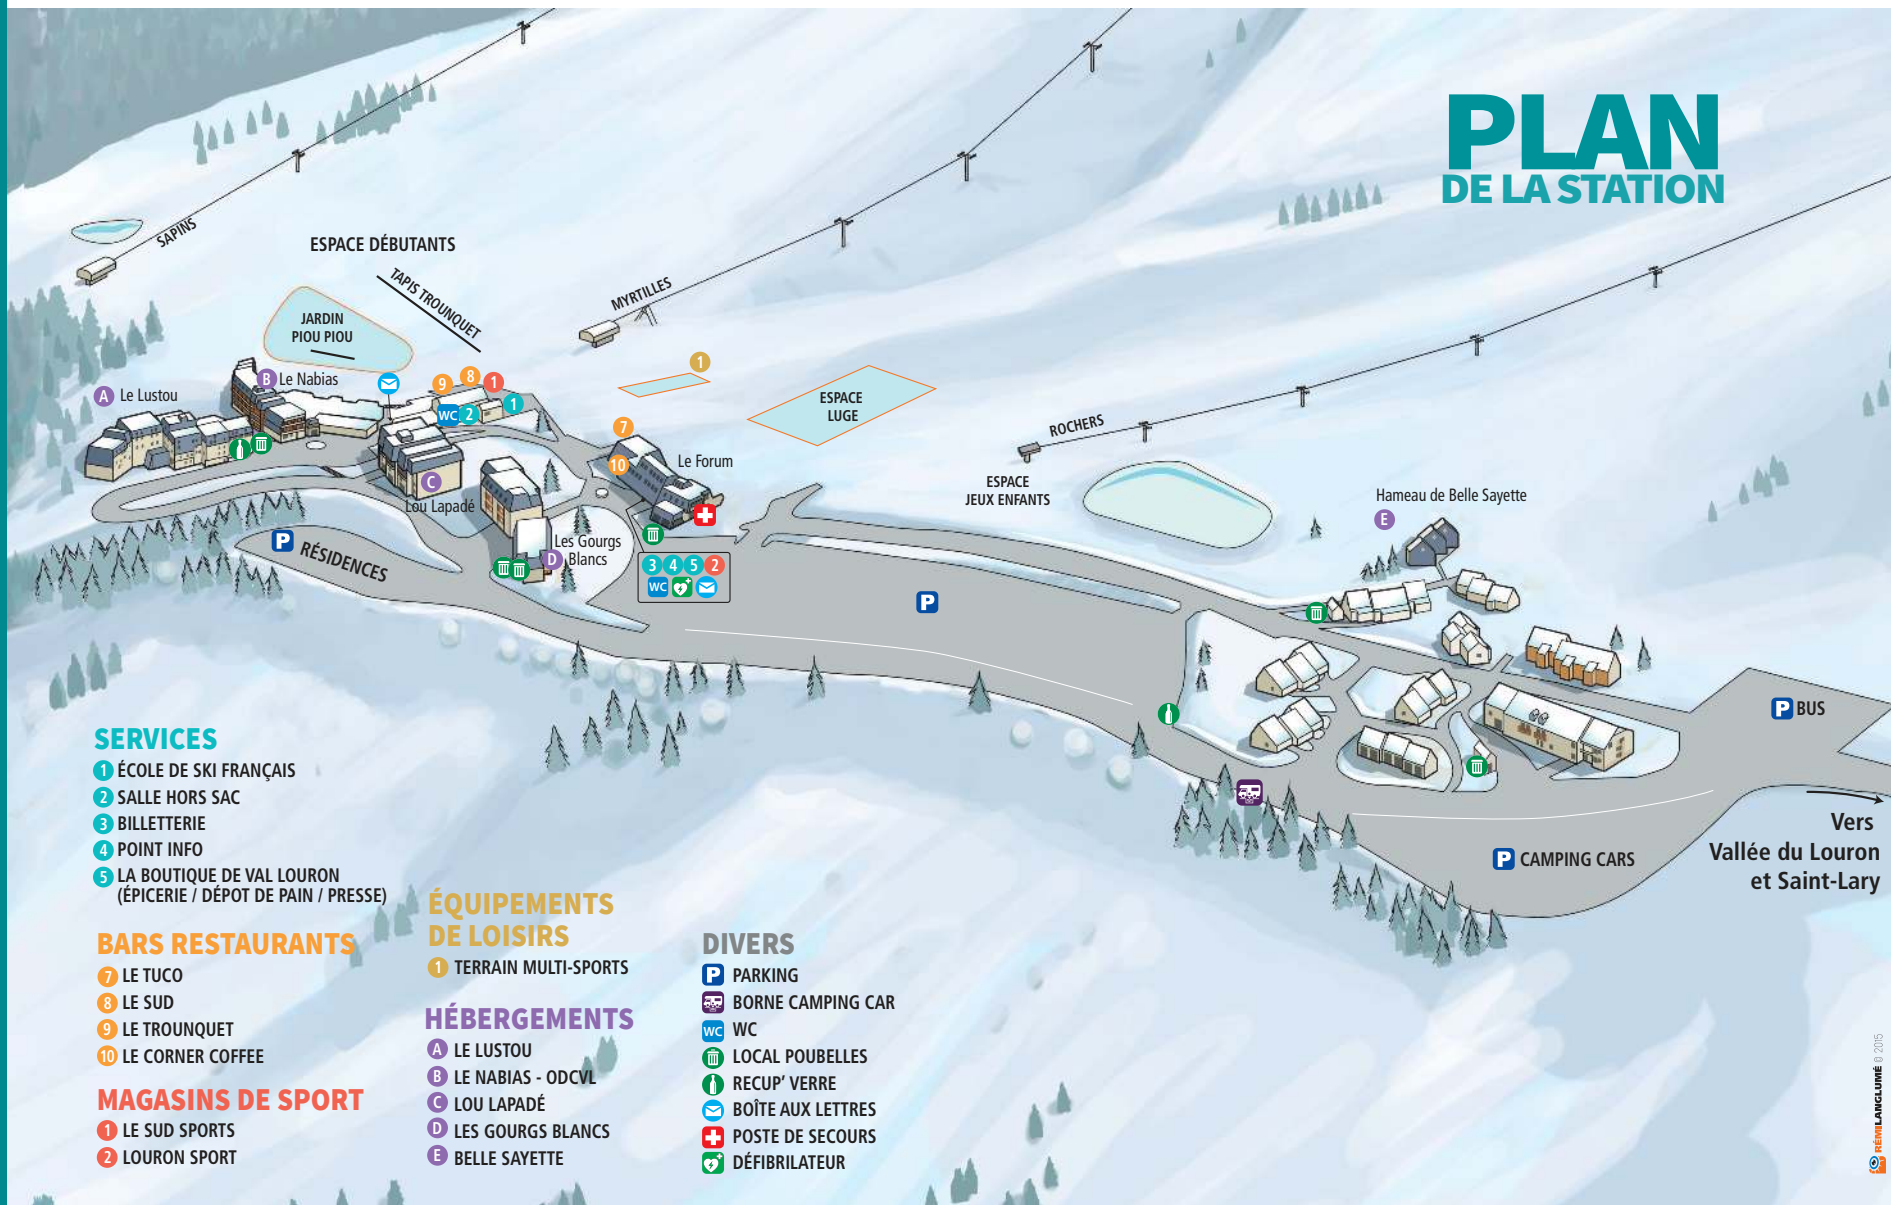 PLAN
DE LA STATION
SAPINS
ESPACE DÉBUTANTS
TAPIS TROUNQUET
MYRTILLES
JARDIN
PIOU PIOU
1
ESPACE
LUGE
B Le Nabias
A Le Lustou
9 8 1
WC 2 1
7
10
Le Forum
ROCHERS
ESPACE
JEUX ENFANTS
C
Lou Lapadé
Hameau de Belle Sayette
E
P RÉSIDENCES
Les Gourgs
D Blancs
3 4 5 2
WC
P
P BUS
P CAMPING CARS
Vers
Vallée du Louron
et Saint-Lary
SERVICES
1 ÉCOLE DE SKI FRANÇAIS
2 SALLE HORS SAC
3 BILLETTERIE
4 POINT INFO
5 LA BOUTIQUE DE VAL LOURON
(ÉPICERIE / DÉPOT DE PAIN / PRESSE)
BARS RESTAURANTS
7 LE TUCO
8 LE SUD
9 LE TROUNQUET
10 LE CORNER COFFEE
MAGASINS DE SPORT
1 LE SUD SPORTS
2 LOURON SPORT
ÉQUIPEMENTS
DE LOISIRS
1 TERRAIN MULTI-SPORTS
HÉBERGEMENTS
A LE LUSTOU
B LE NABIAS - ODCVL
C LOU LAPADÉ
D LES GOURGS BLANCS
E BELLE SAYETTE
DIVERS
P PARKING
BORNE CAMPING CAR
WC WC
LOCAL POUBELLES
RECUP' VERRE
BOÎTE AUX LETTRES
POSTE DE SECOURS
DÉFIBRILATEUR
RÉMI LANGLUMÉ © 2015